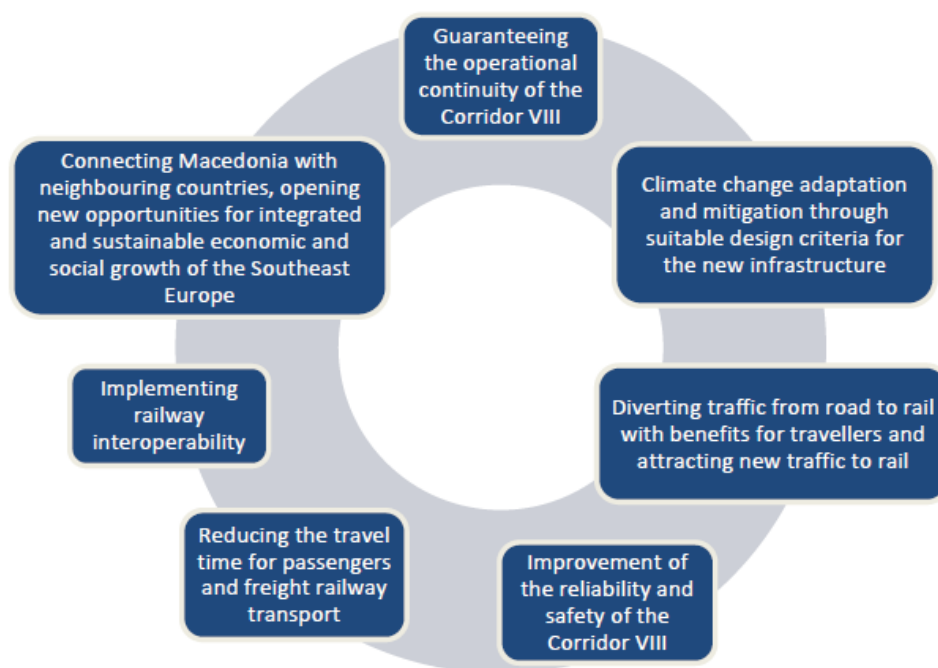 Guaranteeing
the operational
continuity of the
Corridor VIII
Climate change adaptation
and mitigation through
suitable design criteria for
the new infrastructure
Diverting traffic from road to rail
with benefits for travellers and
attracting new traffic to rail
Improvement of
the reliability and
safety of the
Corridor VIII
Reducing the travel
time for passengers
and freight railway
transport
Implementing
railway
interoperability
Connecting Macedonia with
neighbouring countries, opening
new opportunities for integrated
and sustainable economic and
social growth of the Southeast
Europe